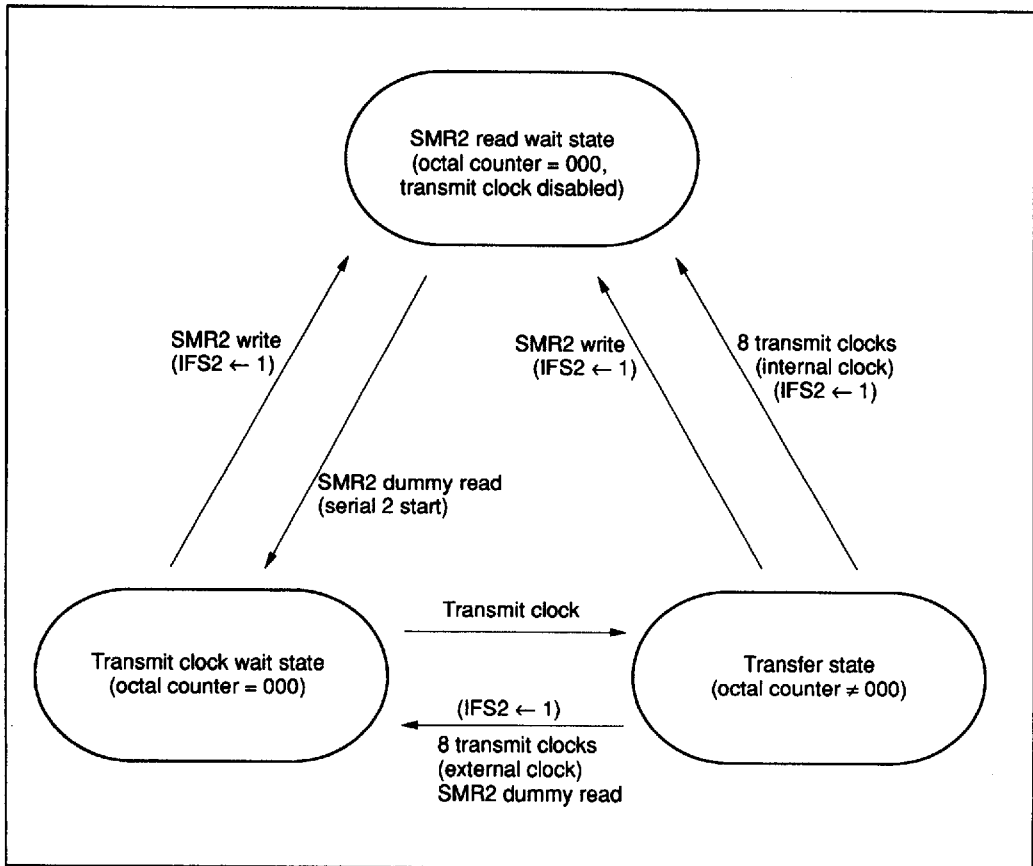 SMR2 read wait state
(octal counter = 000,
transmit clock disabled)
SMR2 write
(IFS2 ← 1)
SMR2 write
(IFS2 ← 1)
8 transmit clocks
(internal clock)
(IFS2 ← 1)
SMR2 dummy read
(serial 2 start)
Transmit clock wait state
(octal counter = 000)
Transmit clock
Transfer state
(octal counter ≠ 000)
(IFS2 ← 1)
8 transmit clocks
(external clock)
SMR2 dummy read